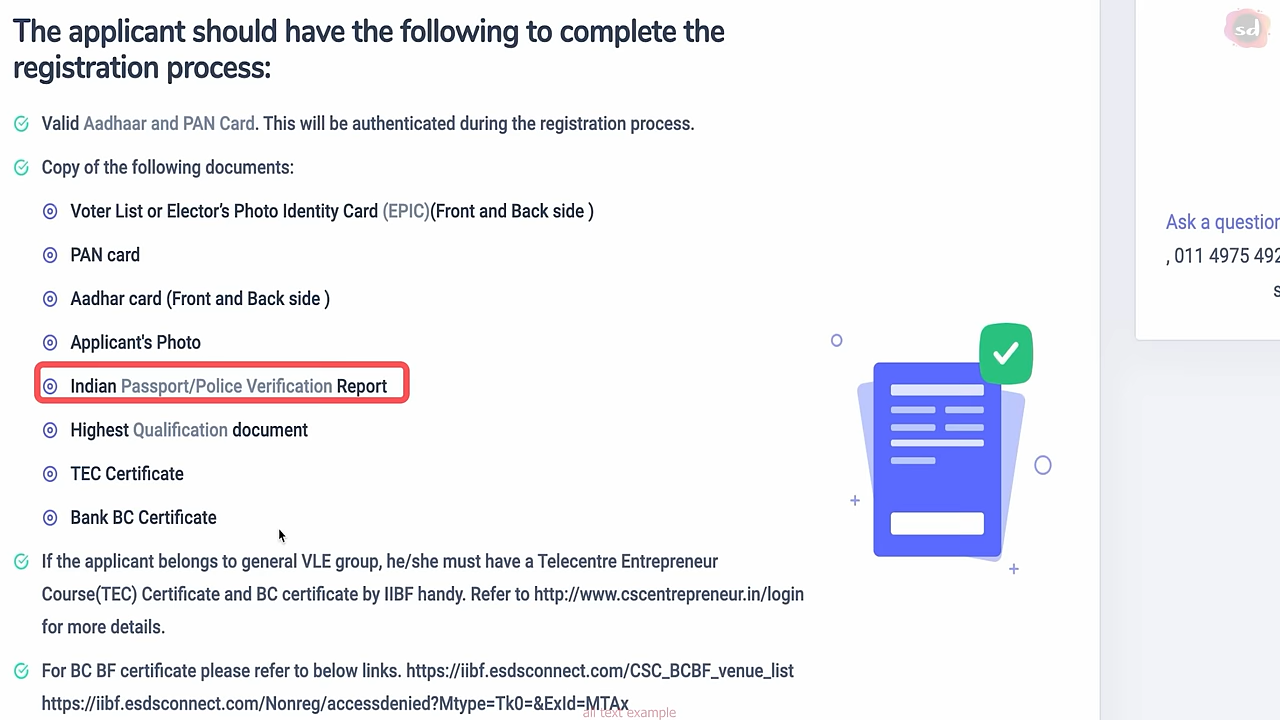 The applicant should have the following to complete the
registration process:
Valid Aadhaar and PAN Card. This will be authenticated during the registration process.
Copy of the following documents:
Voter List or Elector's Photo Identity Card (EPIC)(Front and Back side )
PAN card
Aadhar card (Front and Back side )
Applicant's Photo
Indian Passport/Police Verification Report
Highest Qualification document
TEC Certificate
Bank BC Certificate
If the applicant belongs to general VLE group, he/she must have a Telecentre Entrepreneur
Course(TEC) Certificate and BC certificate by IIBF handy. Refer to http://www.cscentrepreneur.in/login
for more details.
For BC BF certificate please refer to below links. https://iibf.esdsconnect.com/CSC_BCBF_venue_list
https://iibf.esdsconnect.com/Nonreg/accessdenied?Mtype=Tk0=&ExId=MTAx
sd
Ask a question
, 011 4975 492
s
all text example